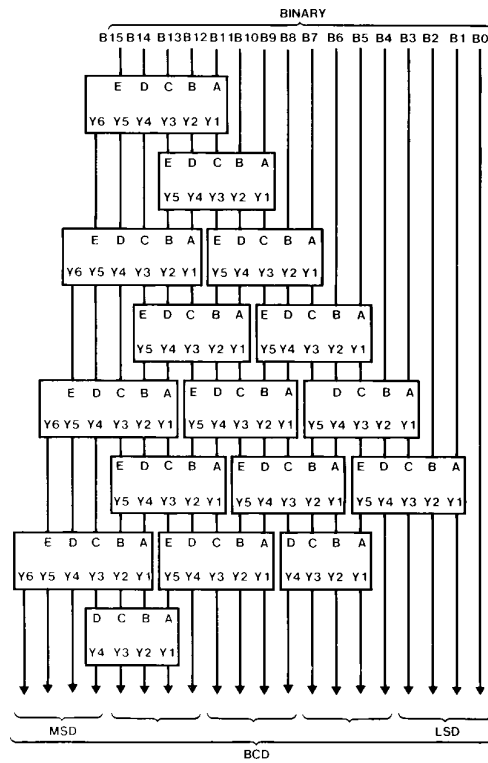 BINARY
B15 B14 B13 B12 B11 B10 B9 B8 B7 B6 B5 B4 B3 B2 B1 B0
E D C B A
Y6 Y5 Y4 Y3 Y2 Y1
E D C B A
Y5 Y4 Y3 Y2 Y1
E D C B A E D C B A
Y6 Y5 Y4 Y3 Y2 Y1 Y5 Y4 Y3 Y2 Y1
E D C B A E D C B A
Y5 Y4 Y3 Y2 Y1 Y5 Y4 Y3 Y2 Y1
E D C B A E D C B A D C B A
Y6 Y5 Y4 Y3 Y2 Y1 Y5 Y4 Y3 Y2 Y1 Y5 Y4 Y3 Y2 Y1
E D C B A E D C B A E D C B A
Y5 Y4 Y3 Y2 Y1 Y5 Y4 Y3 Y2 Y1 Y5 Y4 Y3 Y2 Y1
E D C B A E D C B A D C B A
Y6 Y5 Y4 Y3 Y2 Y1 Y5 Y4 Y3 Y2 Y1 Y4 Y3 Y2 Y1
D C B A
Y4 Y3 Y2 Y1
MSD LSD
BCD